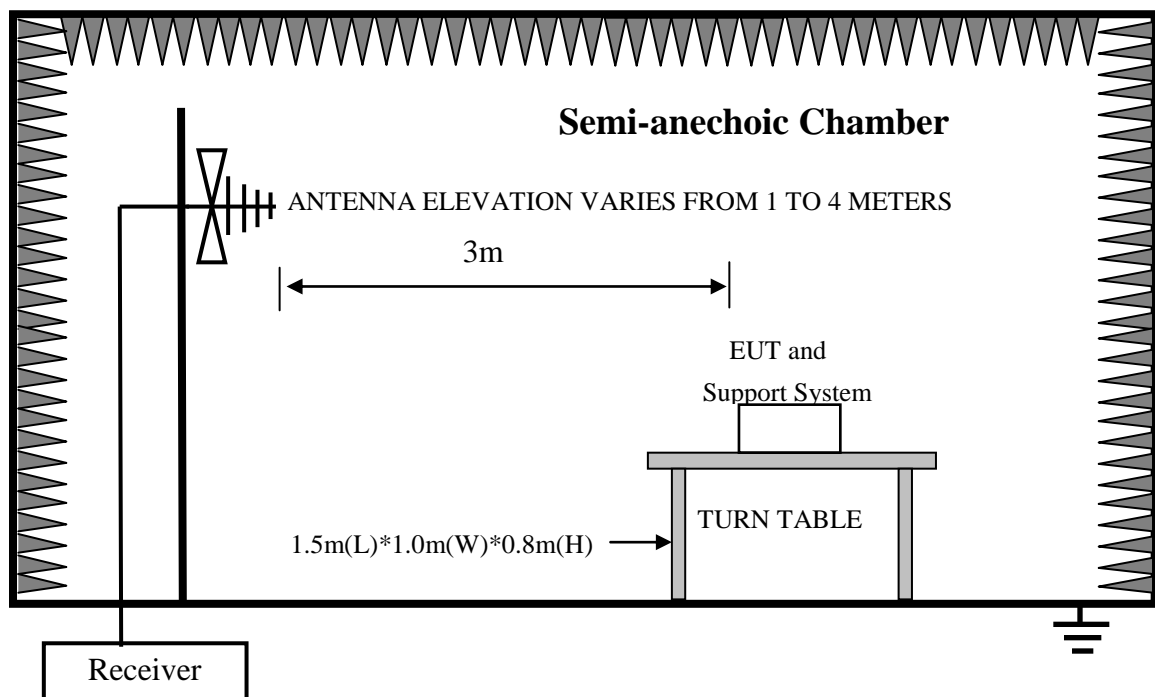 Semi-anechoic Chamber
ANTENNA ELEVATION VARIES FROM 1 TO 4 METERS
3m
EUT and
Support System
TURN TABLE
1.5m(L)*1.0m(W)*0.8m(H)
Receiver